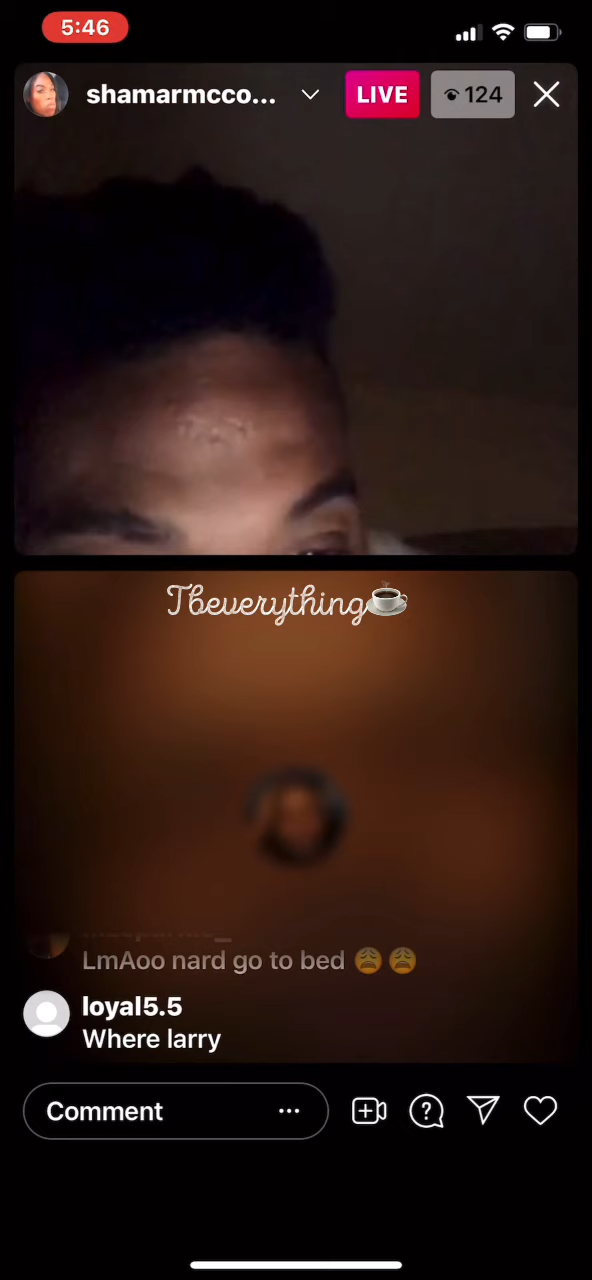 5:46
shamarmcco...
LIVE
124
Tbeverything
LmAoo nard go to bed 😩😩
loyal5.5
Where larry
Comment